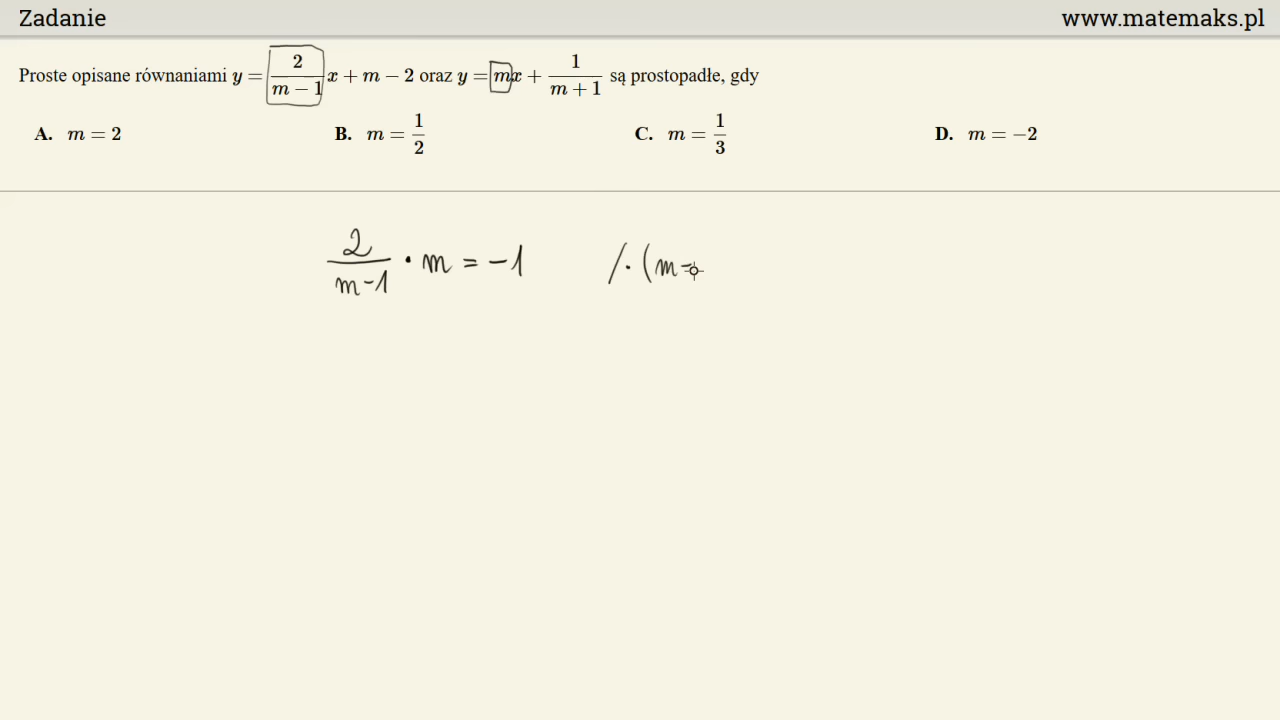 Zadanie www.matemaks.pl
Proste opisane równaniami y = 2/(m − 1) x + m − 2 oraz y = mx + 1/(m + 1) są prostopadłe, gdy
A. m = 2 B. m = 1/2 C. m = 1/3 D. m = −2
2/(m−1) · m = −1 /· (m−